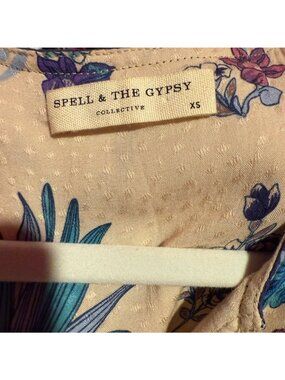 SPELL & THE GYPSY
COLLECTIVE
XS